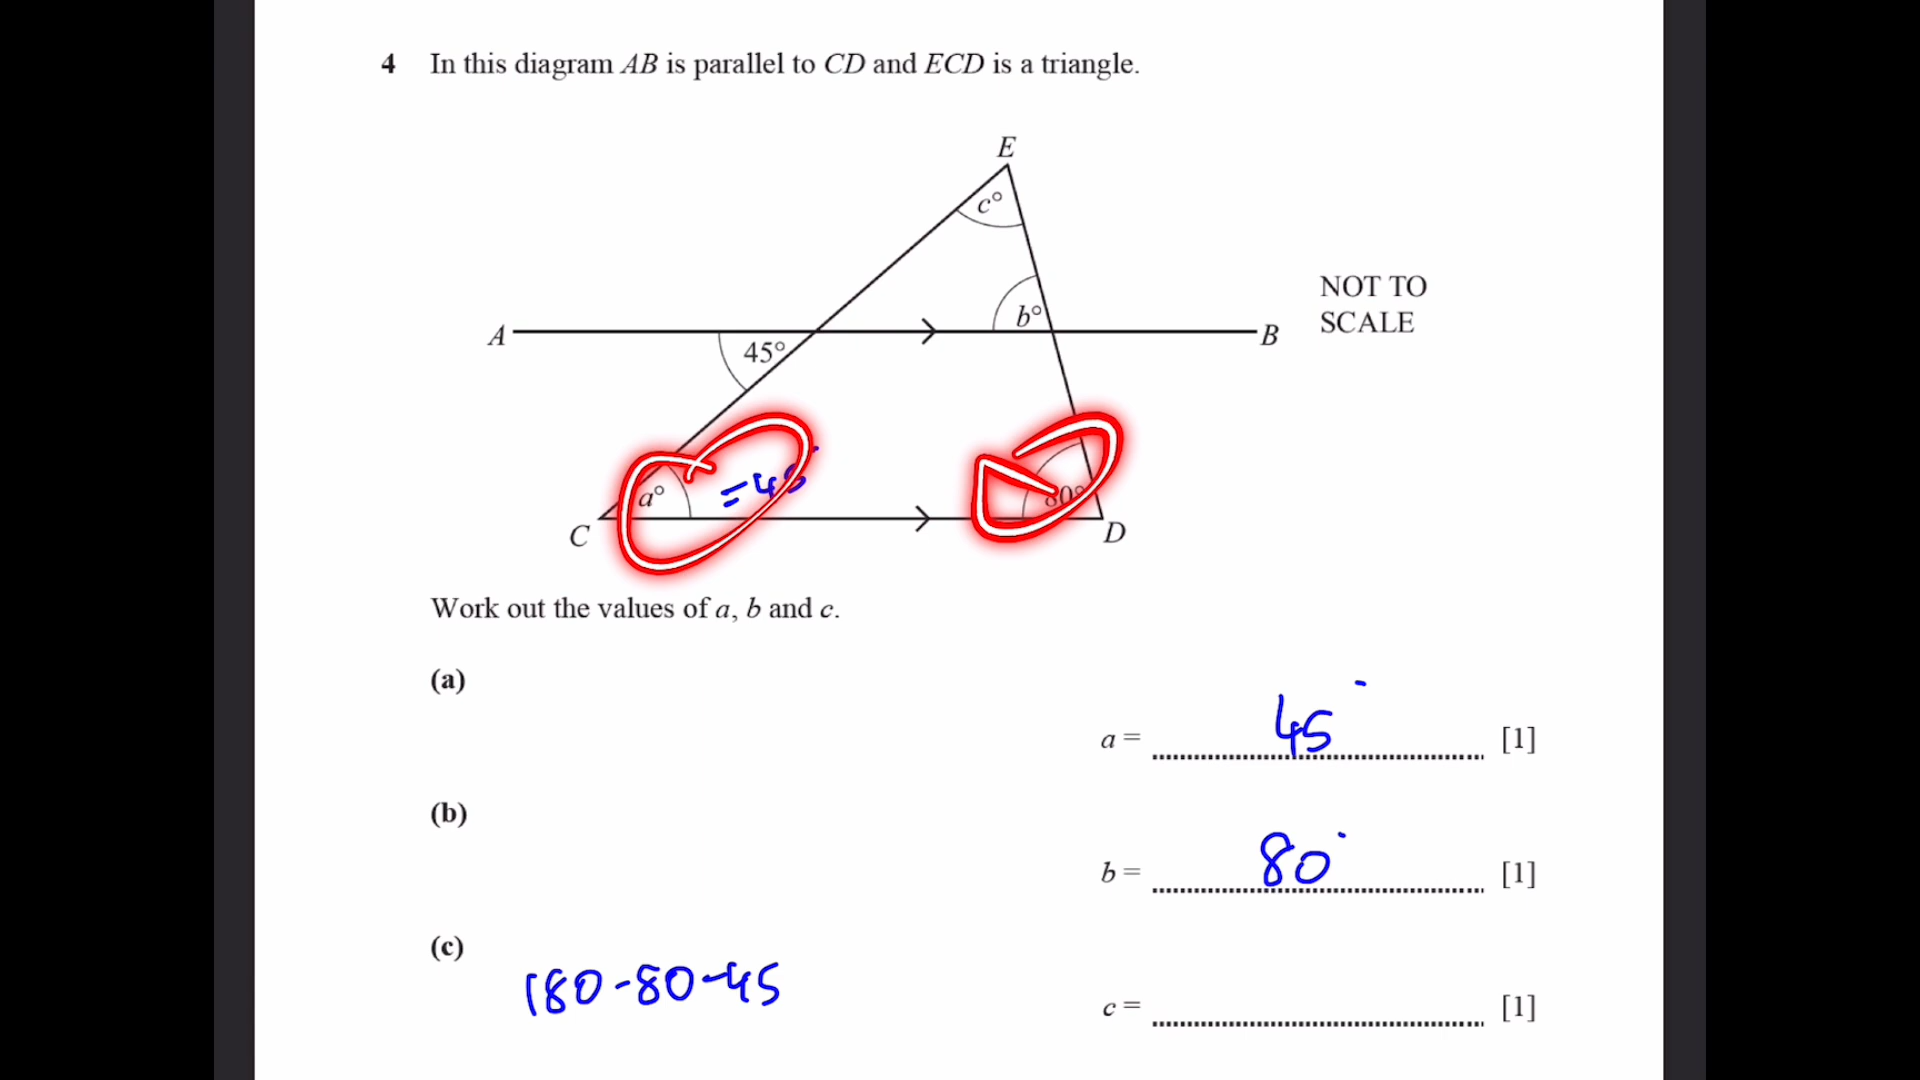 4 In this diagram AB is parallel to CD and ECD is a triangle.
E
c°
b°
NOT TO
SCALE
A
B
45°
a°
=45
80°
C
D
Work out the values of a, b and c.
(a)
a = 45° [1]
(b)
b = 80° [1]
(c)
180-80-45
c = [1]